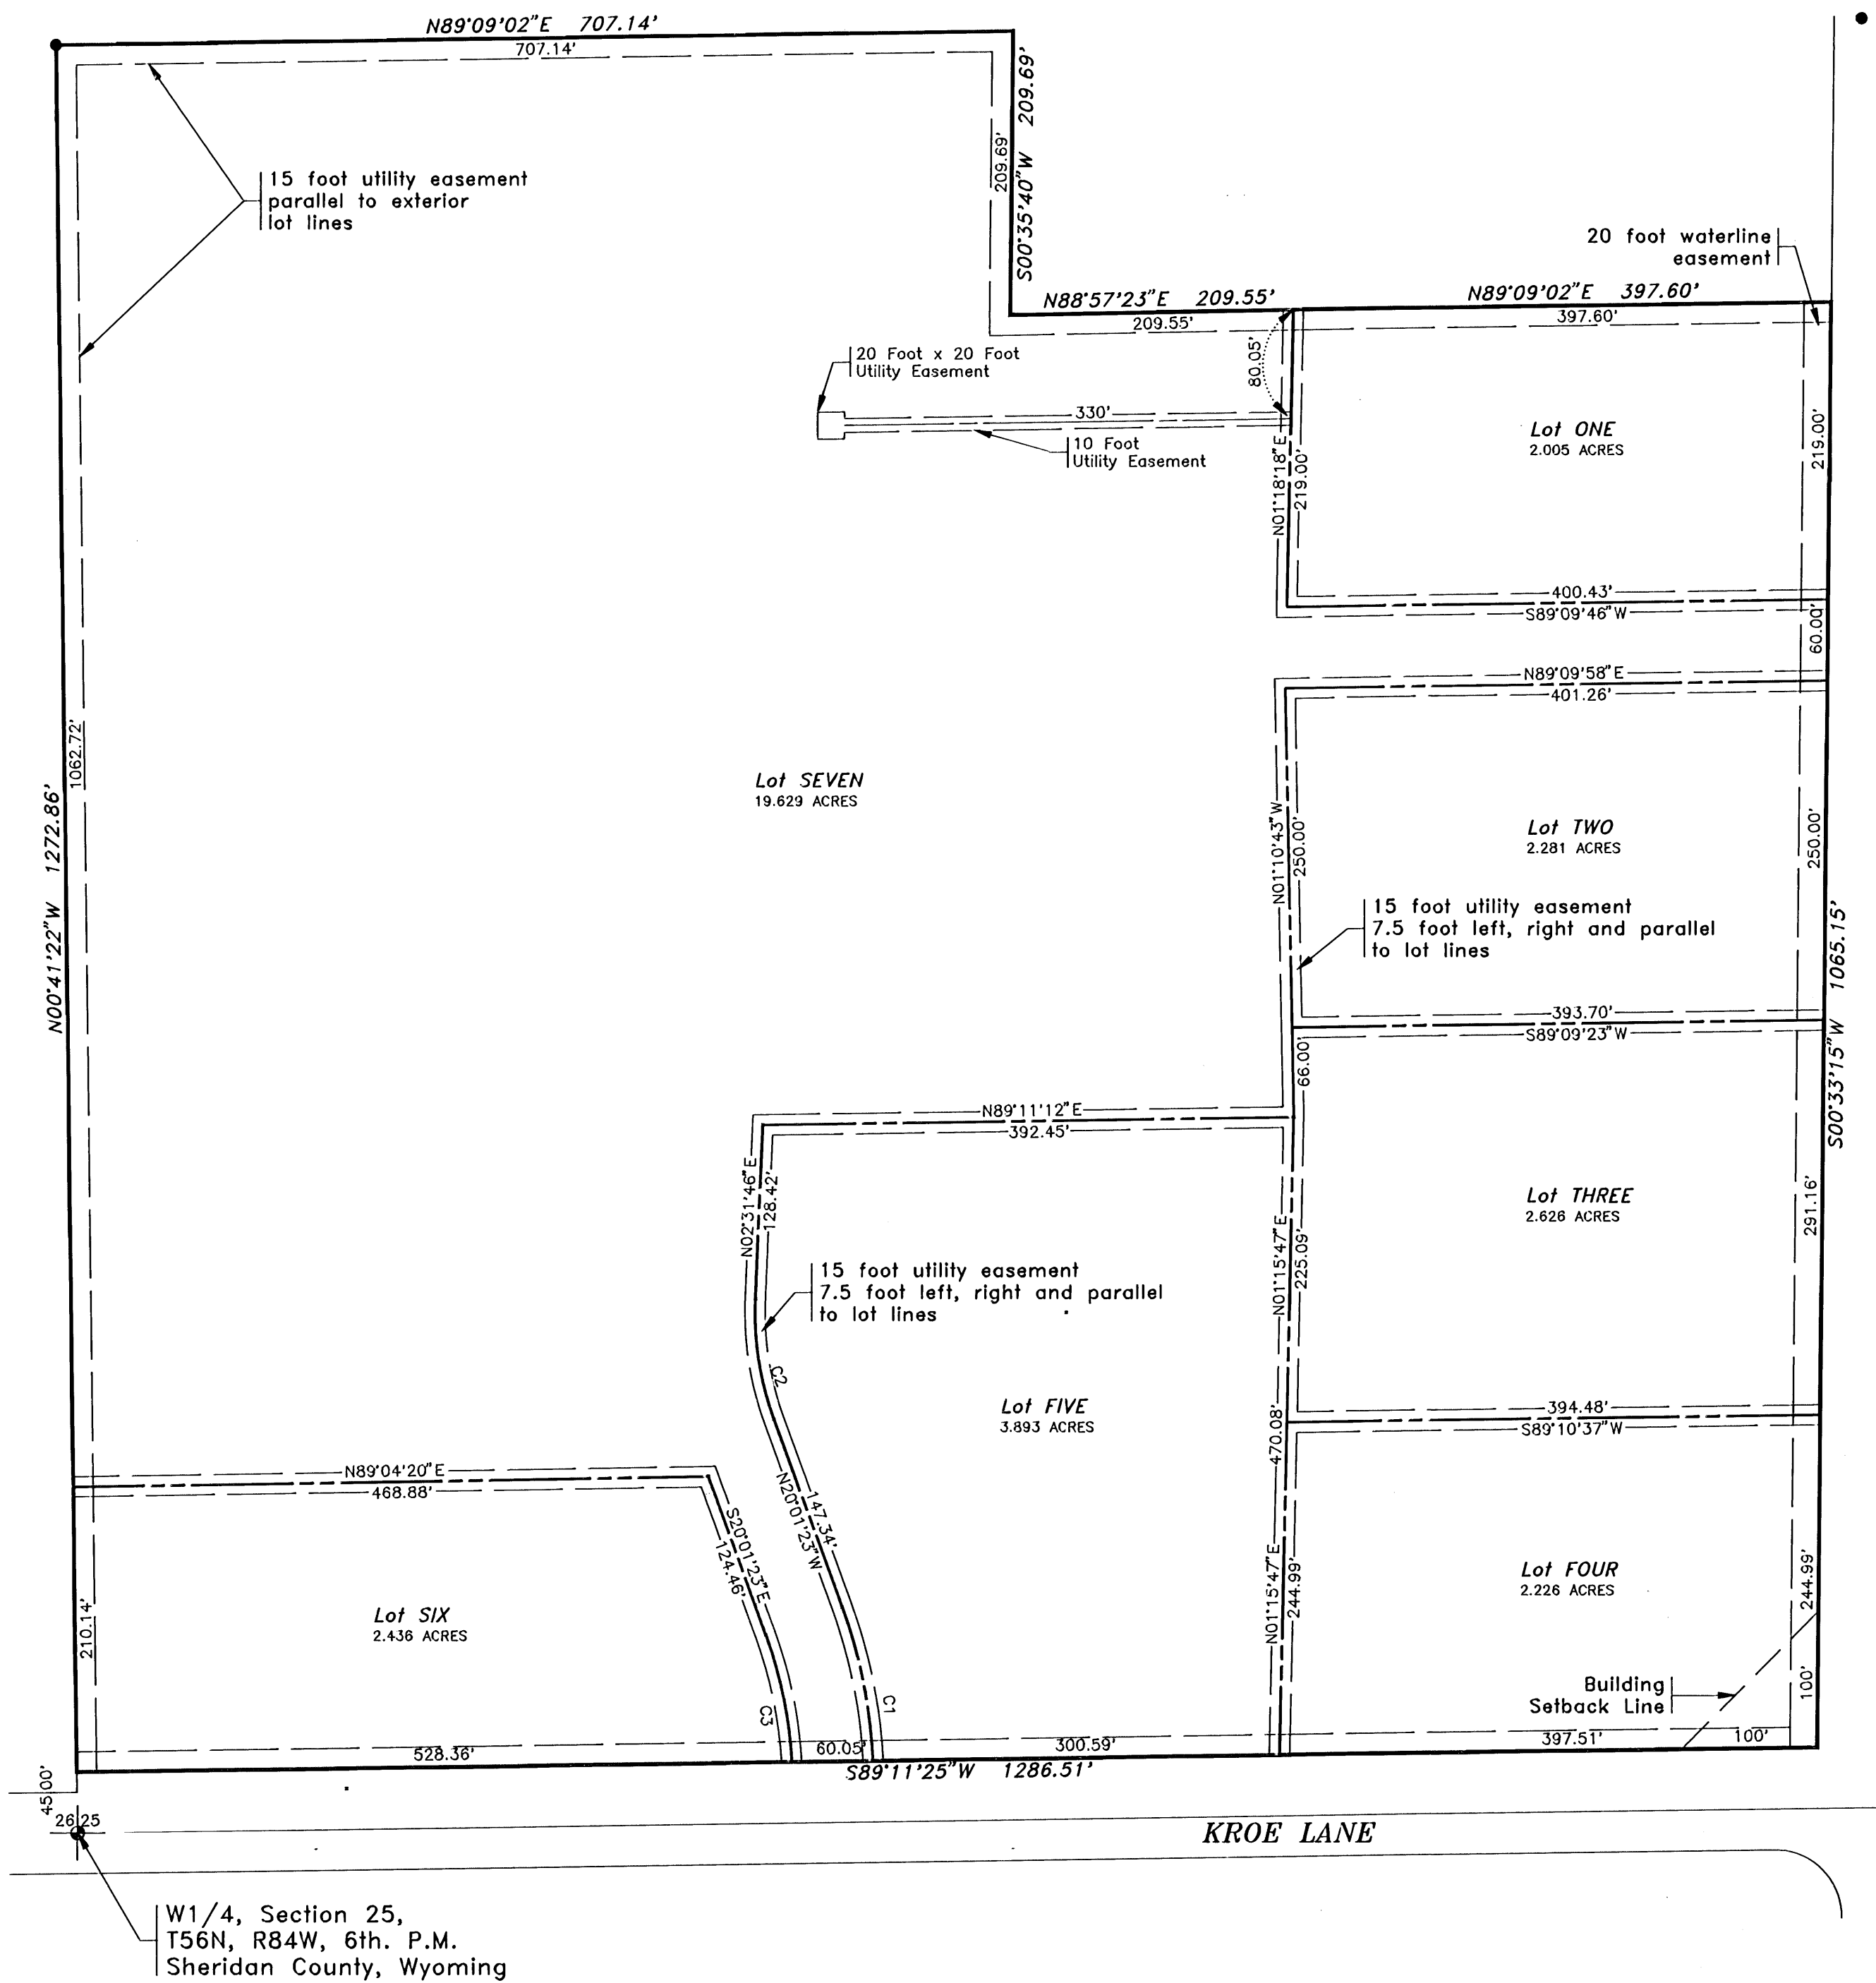 N89°09'02"E 707.14'
707.14'
S00°35'40"W 209.69'
209.69'
15 foot utility easement
parallel to exterior
lot lines
20 foot waterline
easement
N88°57'23"E 209.55'
209.55'
N89°09'02"E 397.60'
397.60'
20 Foot x 20 Foot
Utility Easement
80.05'
330'
10 Foot
Utility Easement
N01°18'18"E
219.00'
Lot ONE
2.005 ACRES
219.00'
400.43'
S89°09'46"W
60.00'
N89°09'58"E
401.26'
N00°41'22"W 1272.86'
1062.72'
Lot SEVEN
19.629 ACRES
N01°10'43"W
250.00'
Lot TWO
2.281 ACRES
250.00'
15 foot utility easement
7.5 foot left, right and parallel
to lot lines
S00°33'15"W 1065.15'
393.70'
S89°09'23"W
66.00'
N89°11'12"E
392.45'
N02°31'46"E
128.42'
N01°15'47"E
225.09'
Lot THREE
2.626 ACRES
291.16'
15 foot utility easement
7.5 foot left, right and parallel
to lot lines
C2
Lot FIVE
3.893 ACRES
470.08'
394.48'
S89°10'37"W
N89°04'20"E
468.88'
S20°01'23"E
124.46'
N20°01'23"W
147.34'
N01°15'47"E
244.99'
Lot FOUR
2.226 ACRES
244.99'
210.14'
Lot SIX
2.436 ACRES
C3
C1
Building
Setback Line
100'
528.36'
60.05'
300.59'
397.51'
100'
S89°11'25"W 1286.51'
45.00'
26 25
KROE LANE
W1/4, Section 25,
T56N, R84W, 6th. P.M.
Sheridan County, Wyoming